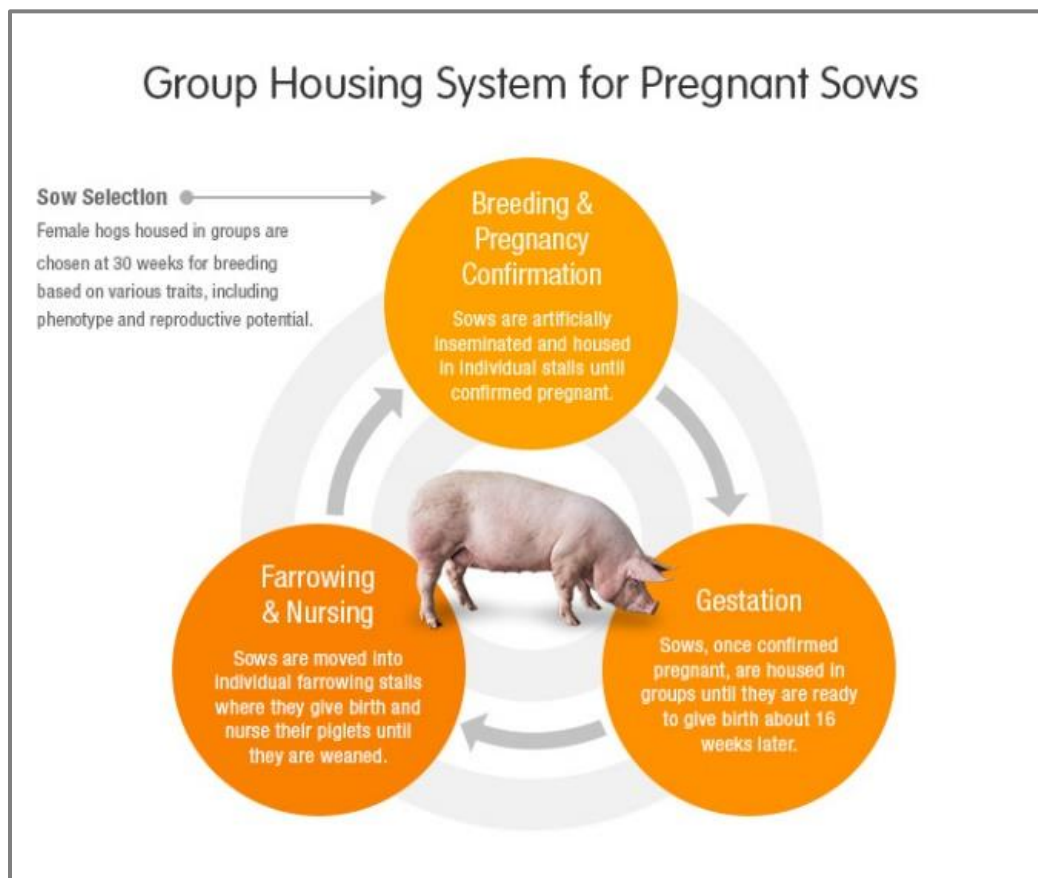 Group Housing System for Pregnant Sows
Sow Selection
Female hogs housed in groups are
chosen at 30 weeks for breeding
based on various traits, including
phenotype and reproductive potential.
Breeding &
Pregnancy
Confirmation
Sows are artificially
inseminated and housed
in individual stalls until
confirmed pregnant.
Gestation
Sows, once confirmed
pregnant, are housed in
groups until they are ready
to give birth about 16
weeks later.
Farrowing
& Nursing
Sows are moved into
individual farrowing stalls
where they give birth and
nurse their piglets until
they are weaned.